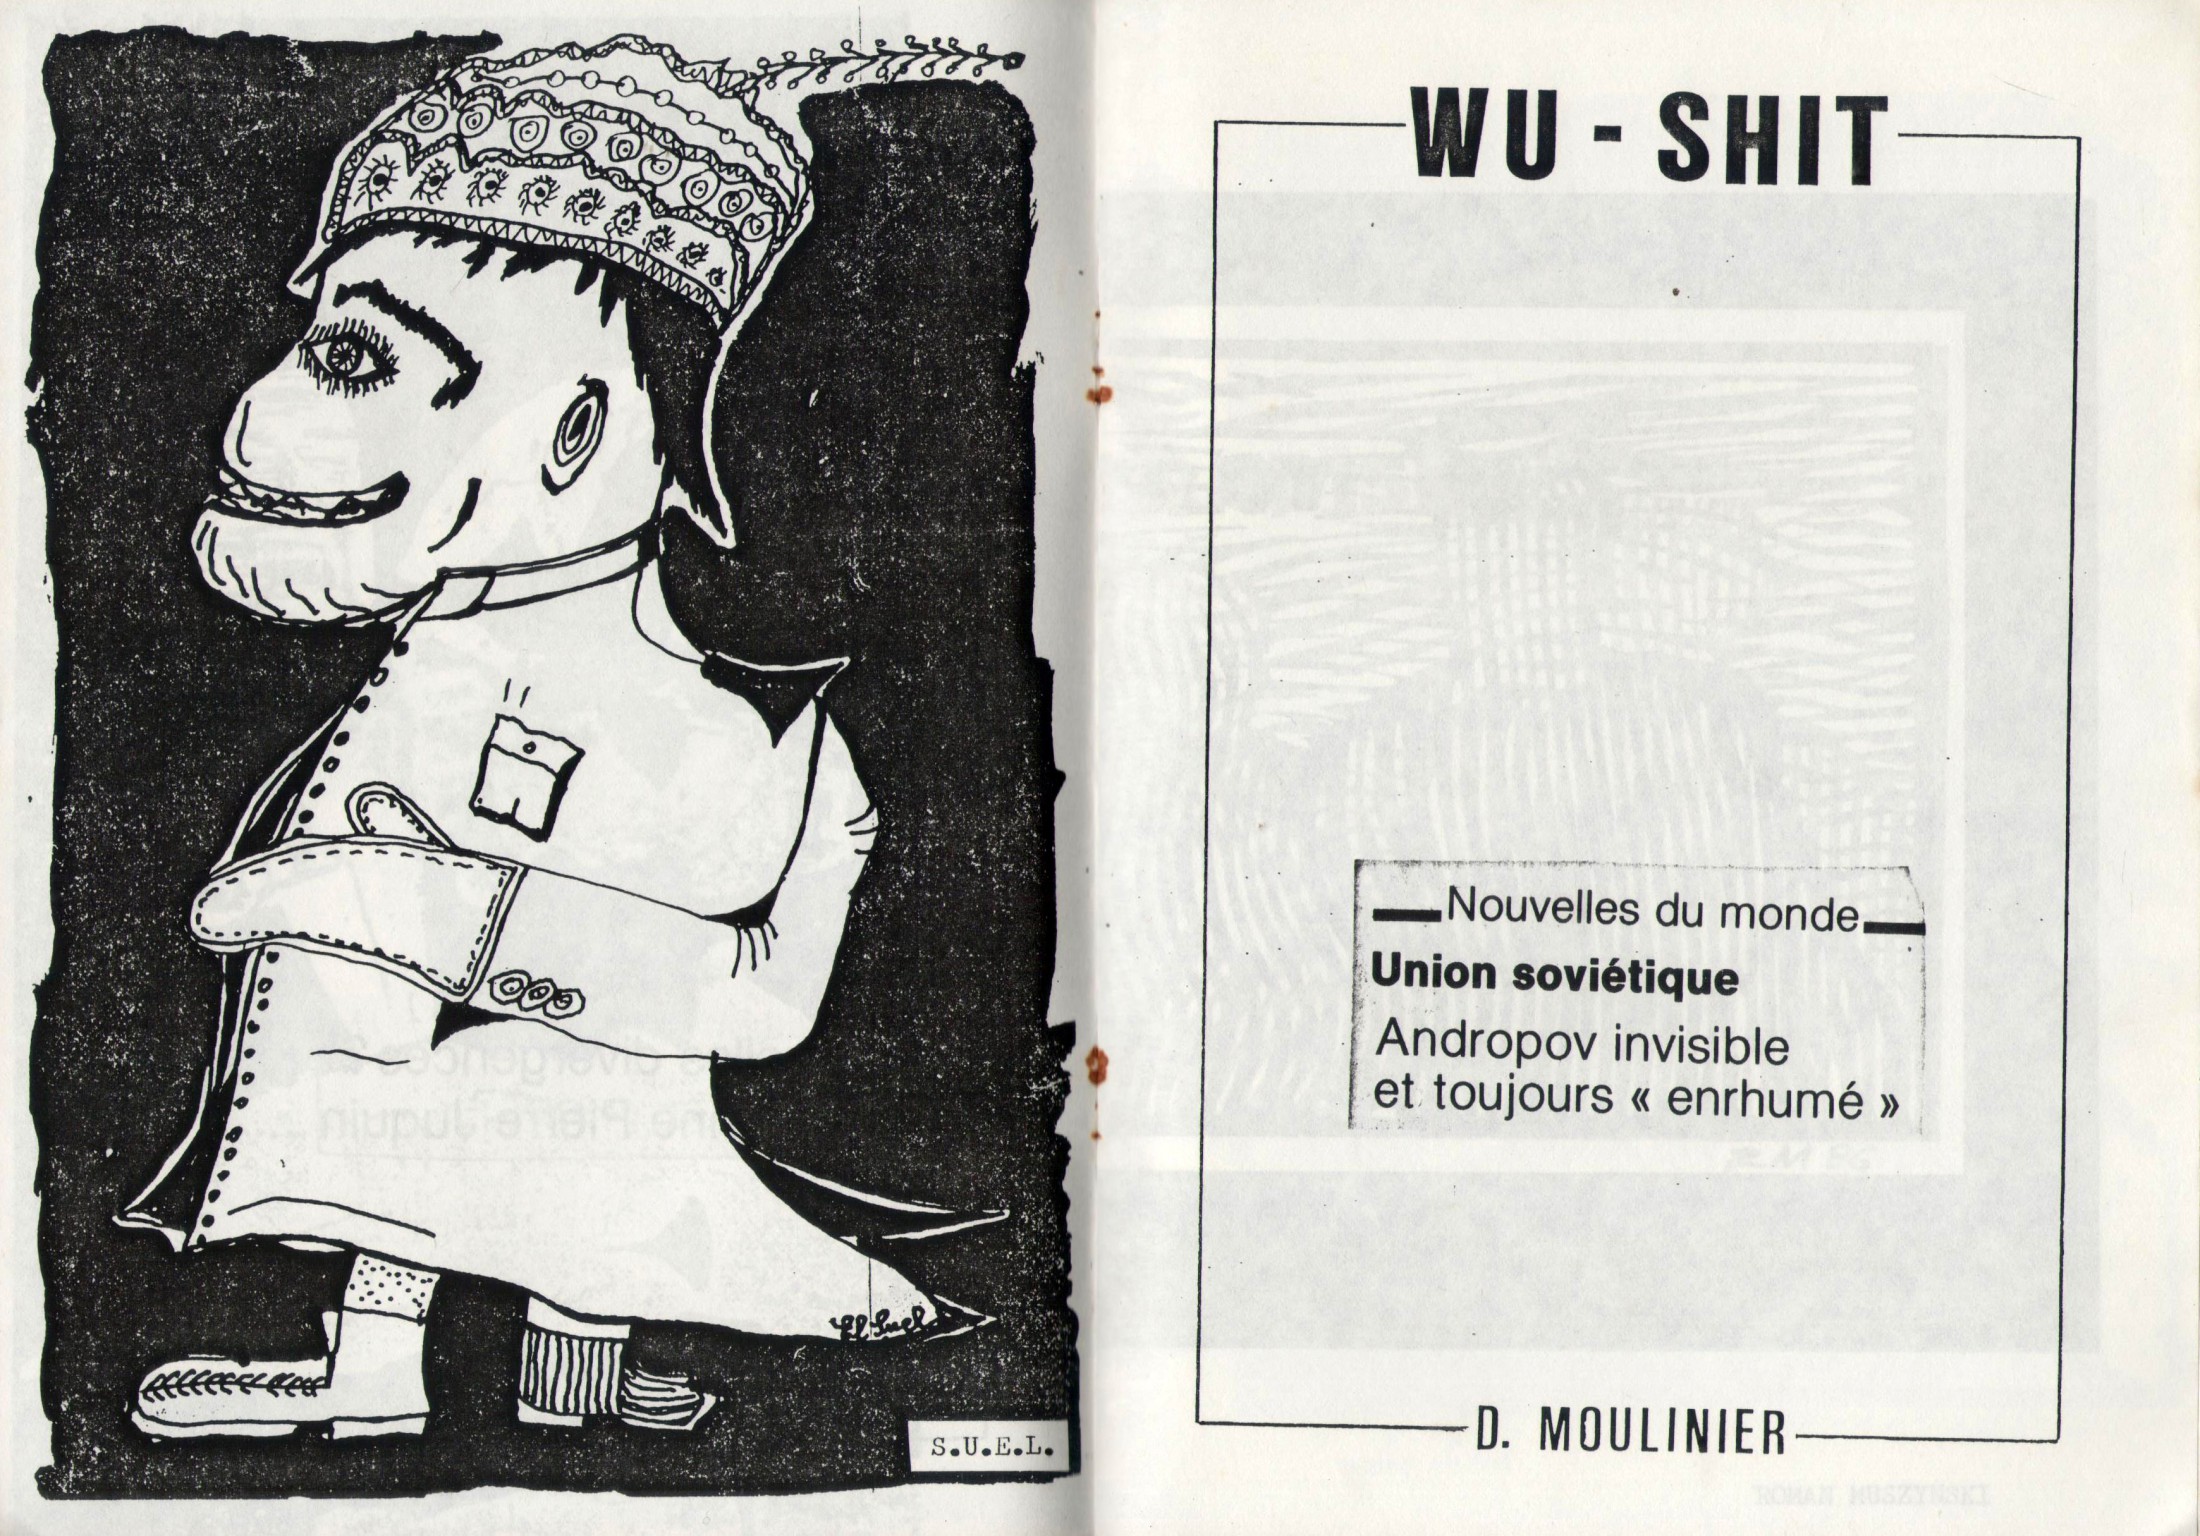 S.U.E.L.
WU - SHIT
Nouvelles du monde
Union soviétique
Andropov invisible
et toujours « enrhumé »
D. MOULINIER